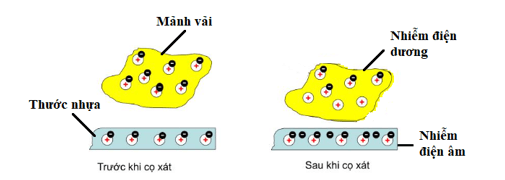 Mảnh vải
Thước nhựa
Trước khi cọ xát
Nhiễm điện
dương
Nhiễm
điện âm
Sau khi cọ xát